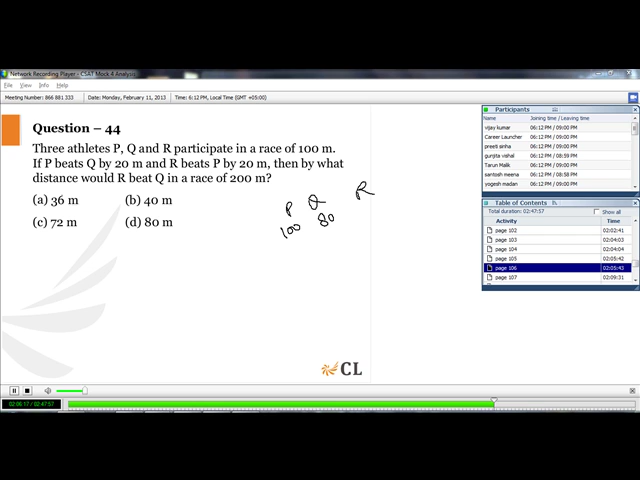 Network Recording Player - CSAT Mock 4 Analysis
File View Info Help
Meeting Number: 866 881 333 Date: Monday, February 11, 2013 Time: 6:12 PM, Local Time (GMT +05:00)
Question – 44
Three athletes P, Q and R participate in a race of 100 m.
If P beats Q by 20 m and R beats P by 20 m, then by what
distance would R beat Q in a race of 200 m?
(a) 36 m (b) 40 m
(c) 72 m (d) 80 m
P Q R
100 80
CL
Participants
Name Joining time / Leaving time
vijay kumar 06:12 PM / 09:00 PM
Career Launcher 06:12 PM / 09:00 PM
preeti sinha 06:12 PM / 09:00 PM
gunjita vishal 06:12 PM / 08:59 PM
Tarun Malik 06:12 PM / 09:00 PM
santosh meena 06:12 PM / 08:58 PM
yogesh madan 06:12 PM / 09:00 PM
Table of Contents
Total duration: 02:47:57 Show all
Activity Time
page 102 02:02:41
page 103 02:04:03
page 104 02:04:04
page 105 02:05:42
page 106 02:05:43
page 107 02:09:31
02:06:17 / 02:47:57